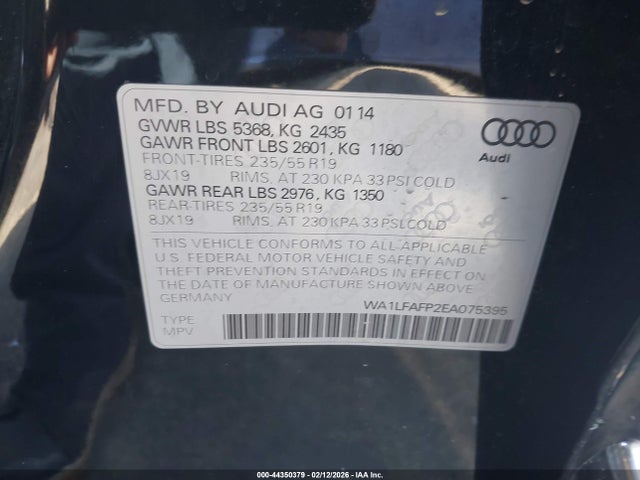 MFD. BY AUDI AG 01 14
GVWR LBS 5368, KG 2435
GAWR FRONT LBS 2601, KG 1180
FRONT-TIRES 235/55 R19
8JX19 RIMS, AT 230 KPA 33 PSI COLD
GAWR REAR LBS 2976, KG 1350
REAR-TIRES 235/55 R19
8JX19 RIMS, AT 230 KPA 33 PSI COLD
Audi
THIS VEHICLE CONFORMS TO ALL APPLICABLE
U.S. FEDERAL MOTOR VEHICLE SAFETY AND
THEFT PREVENTION STANDARDS IN EFFECT ON
THE DATE OF MANUFACTURE SHOWN ABOVE
GERMANY
WA1LFAFP2EA075395
TYPE
MPV
000-44350379 - 02/12/2026 - IAA Inc.